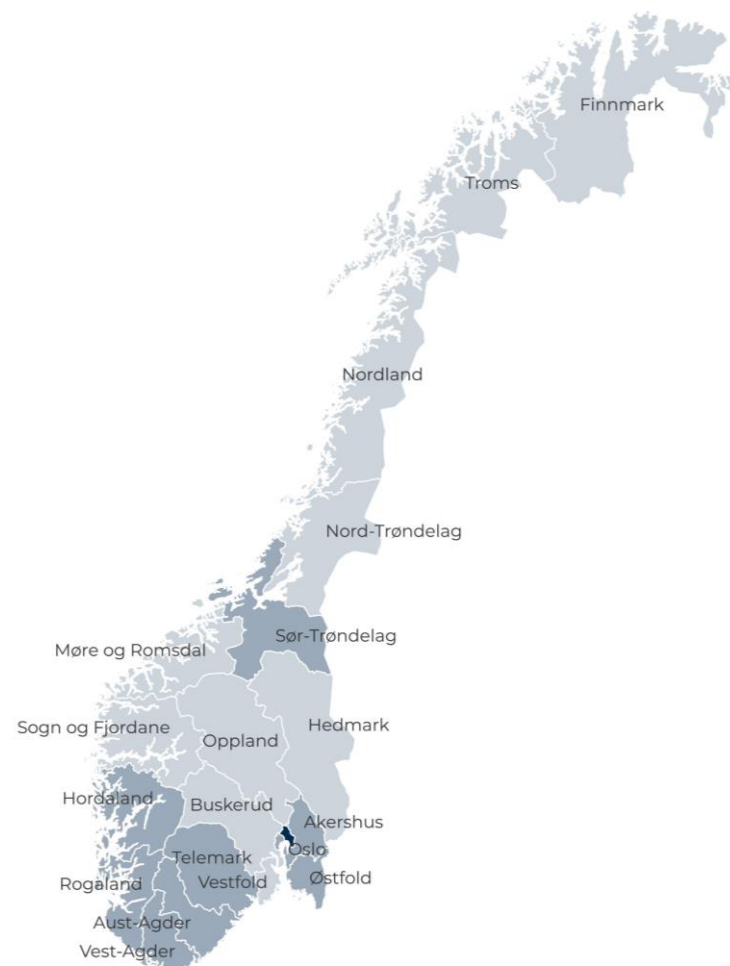 Finnmark
Troms
Nordland
Nord-Trøndelag
Sør-Trøndelag
Møre og Romsdal
Sogn og Fjordane
Hedmark
Oppland
Hordaland
Buskerud
Akershus
Oslo
Telemark
Vestfold
Østfold
Rogaland
Aust-Agder
Vest-Agder